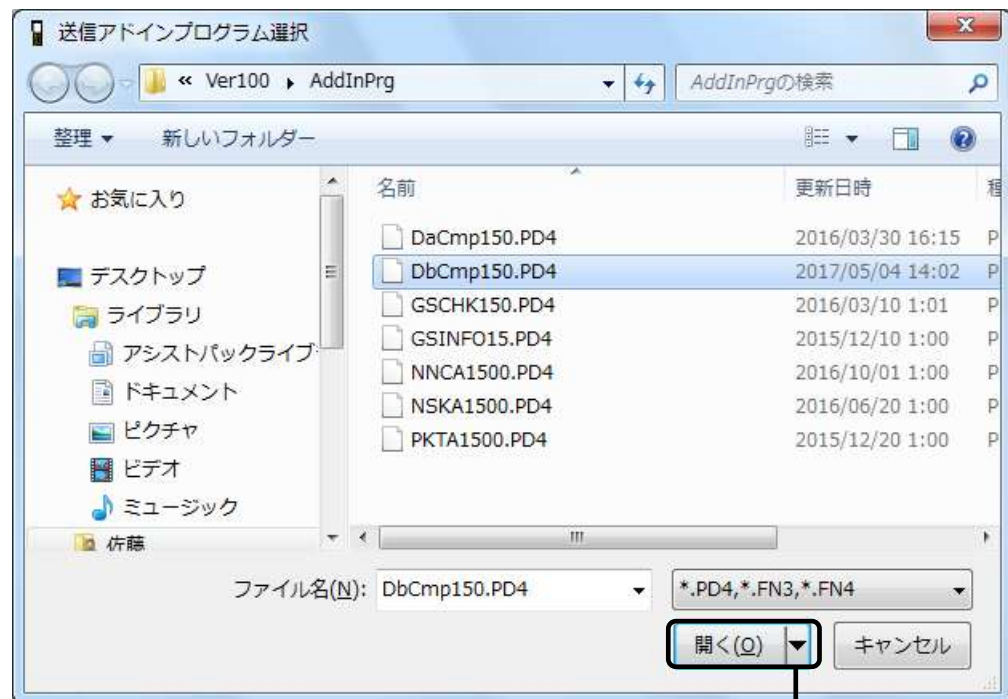 送信アドインプログラム選択
« Ver100 ▸ AddInPrg
AddInPrgの検索
整理 ▼ 新しいフォルダー
お気に入り
デスクトップ
ライブラリ
アシストパックライブ
ドキュメント
ピクチャ
ビデオ
ミュージック
佐藤
名前 更新日時 種
DaCmp150.PD4 2016/03/30 16:15 P
DbCmp150.PD4 2017/05/04 14:02 P
GSCHK150.PD4 2016/03/10 1:01 P
GSINFO15.PD4 2015/12/10 1:00 P
NNCA1500.PD4 2016/10/01 1:00 P
NSKA1500.PD4 2016/06/20 1:00 P
PKTA1500.PD4 2015/12/20 1:00 P
ファイル名(N): DbCmp150.PD4 *.PD4,*.FN3,*.FN4
開く(O) キャンセル